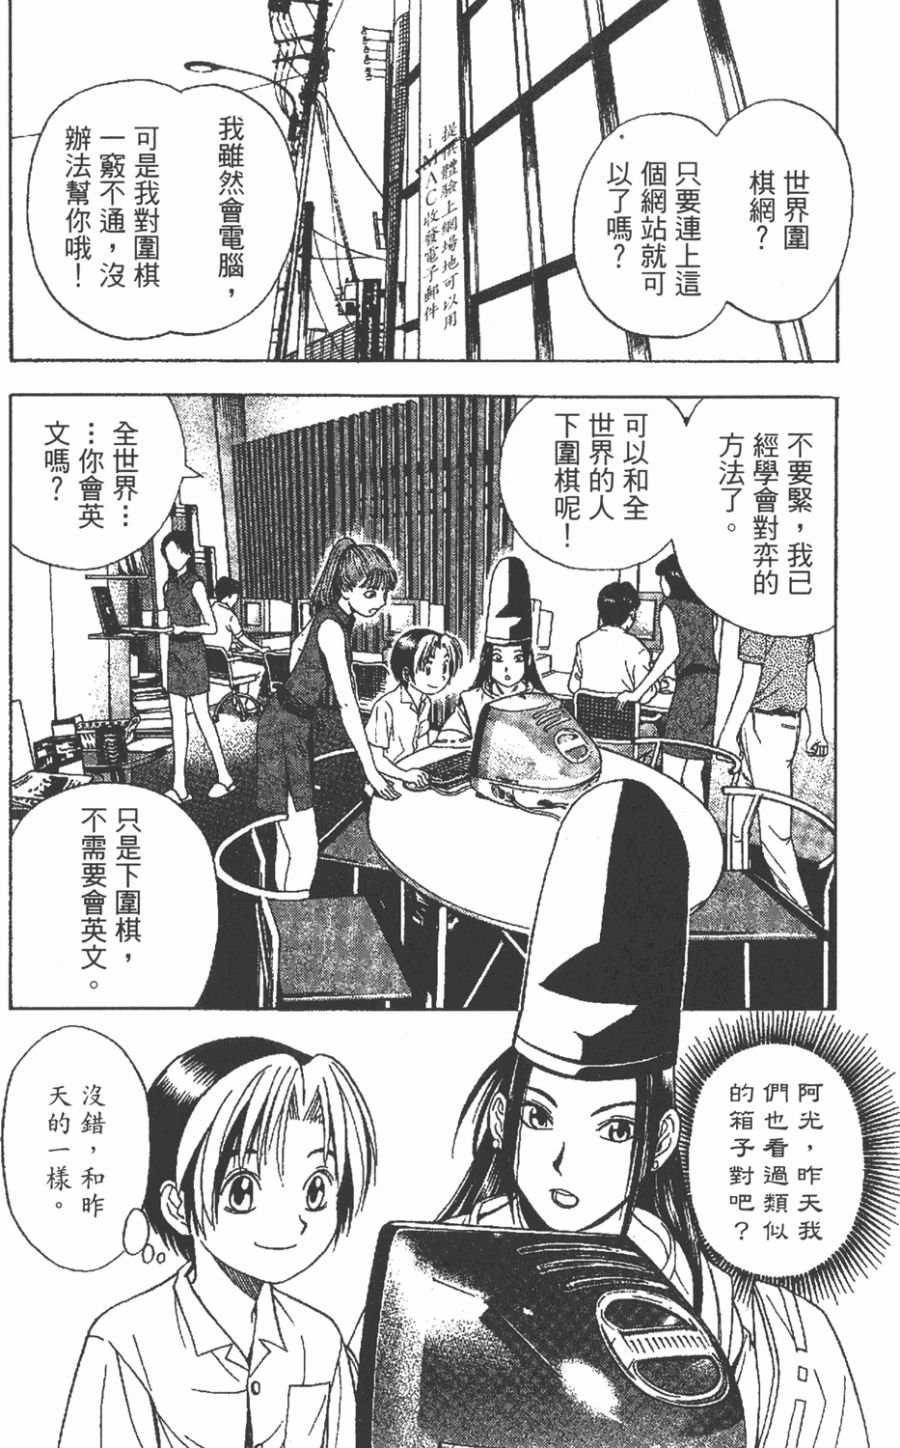 世界圍
棋網？
只要連上這
個網站就可
以了嗎？
提供體驗上網場地可以用
iMAC收發電子郵件
我雖然會電腦，
可是我對圍棋
一竅不通，沒
辦法幫你哦！
不要緊，我已
經學會對弈的
方法了。
可以和全
世界的人
下圍棋呢！
全世界…
…你會英
文嗎？
只是下圍棋，
不需要會英文。
阿光，昨天我
們也看過類似
的箱子對吧？
沒錯，和昨
天的一樣。